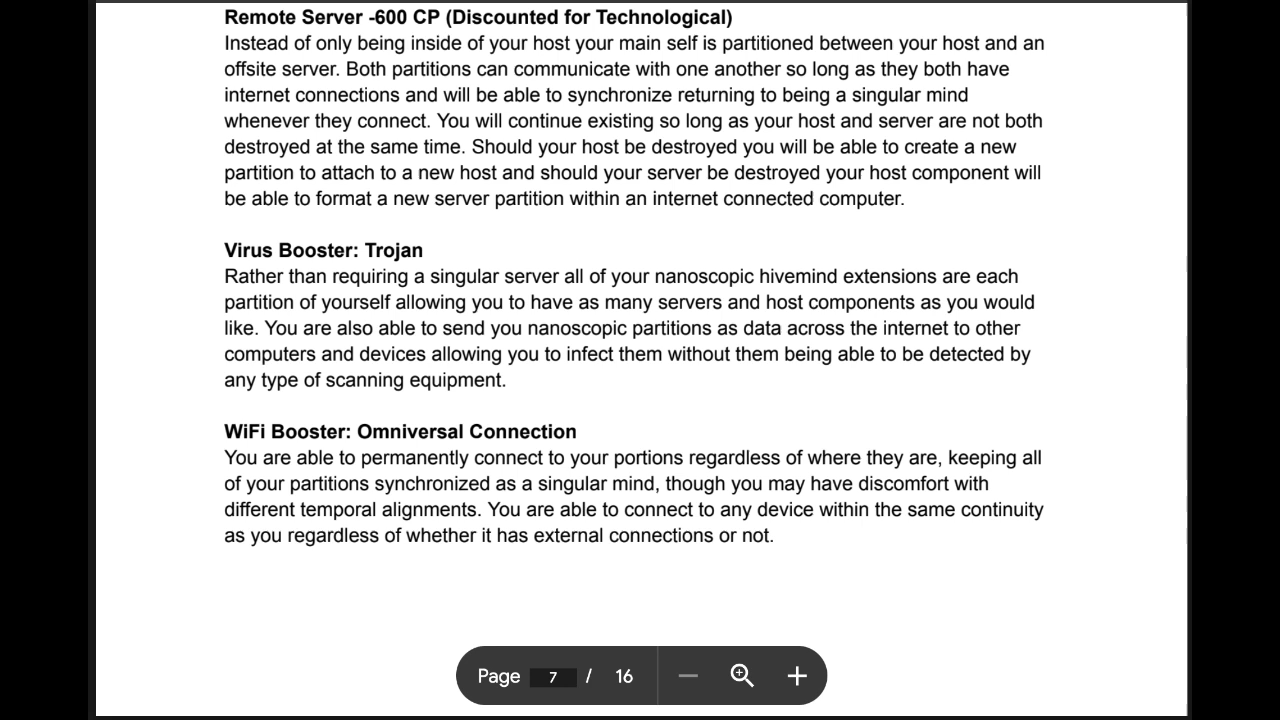 Remote Server -600 CP (Discounted for Technological)
Instead of only being inside of your host your main self is partitioned between your host and an
offsite server. Both partitions can communicate with one another so long as they both have
internet connections and will be able to synchronize returning to being a singular mind
whenever they connect. You will continue existing so long as your host and server are not both
destroyed at the same time. Should your host be destroyed you will be able to create a new
partition to attach to a new host and should your server be destroyed your host component will
be able to format a new server partition within an internet connected computer.
Virus Booster: Trojan
Rather than requiring a singular server all of your nanoscopic hivemind extensions are each
partition of yourself allowing you to have as many servers and host components as you would
like. You are also able to send you nanoscopic partitions as data across the internet to other
computers and devices allowing you to infect them without them being able to be detected by
any type of scanning equipment.
WiFi Booster: Omniversal Connection
You are able to permanently connect to your portions regardless of where they are, keeping all
of your partitions synchronized as a singular mind, though you may have discomfort with
different temporal alignments. You are able to connect to any device within the same continuity
as you regardless of whether it has external connections or not.
Page 7 / 16